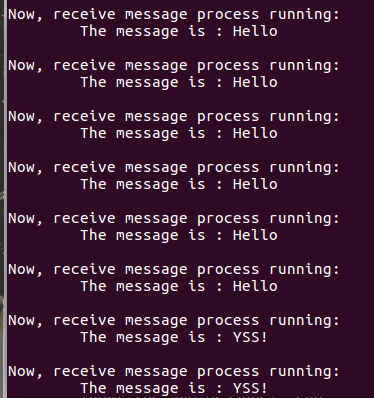 Now, receive message process running:
The message is : Hello
Now, receive message process running:
The message is : Hello
Now, receive message process running:
The message is : Hello
Now, receive message process running:
The message is : Hello
Now, receive message process running:
The message is : Hello
Now, receive message process running:
The message is : Hello
Now, receive message process running:
The message is : YSS!
Now, receive message process running:
The message is : YSS!